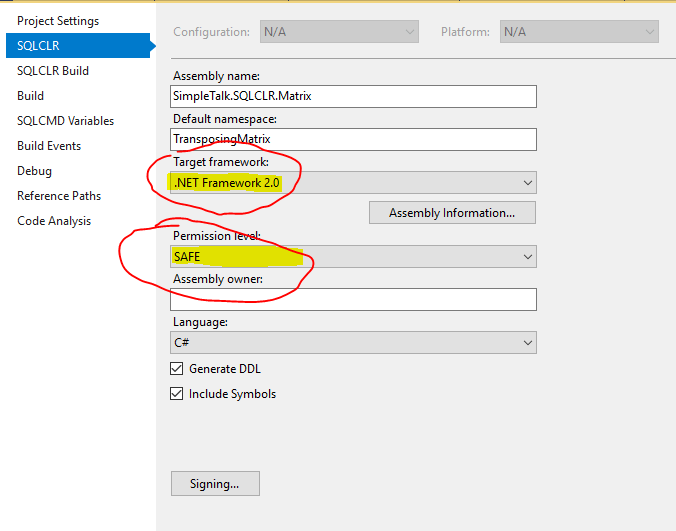 Project Settings
SQLCLR
SQLCLR Build
Build
SQLCMD Variables
Build Events
Debug
Reference Paths
Code Analysis
Configuration: N/A Platform: N/A
Assembly name:
SimpleTalk.SQLCLR.Matrix
Default namespace:
TransposingMatrix
Target framework:
.NET Framework 2.0
Assembly Information...
Permission level:
SAFE
Assembly owner:
Language:
C#
Generate DDL
Include Symbols
Signing...